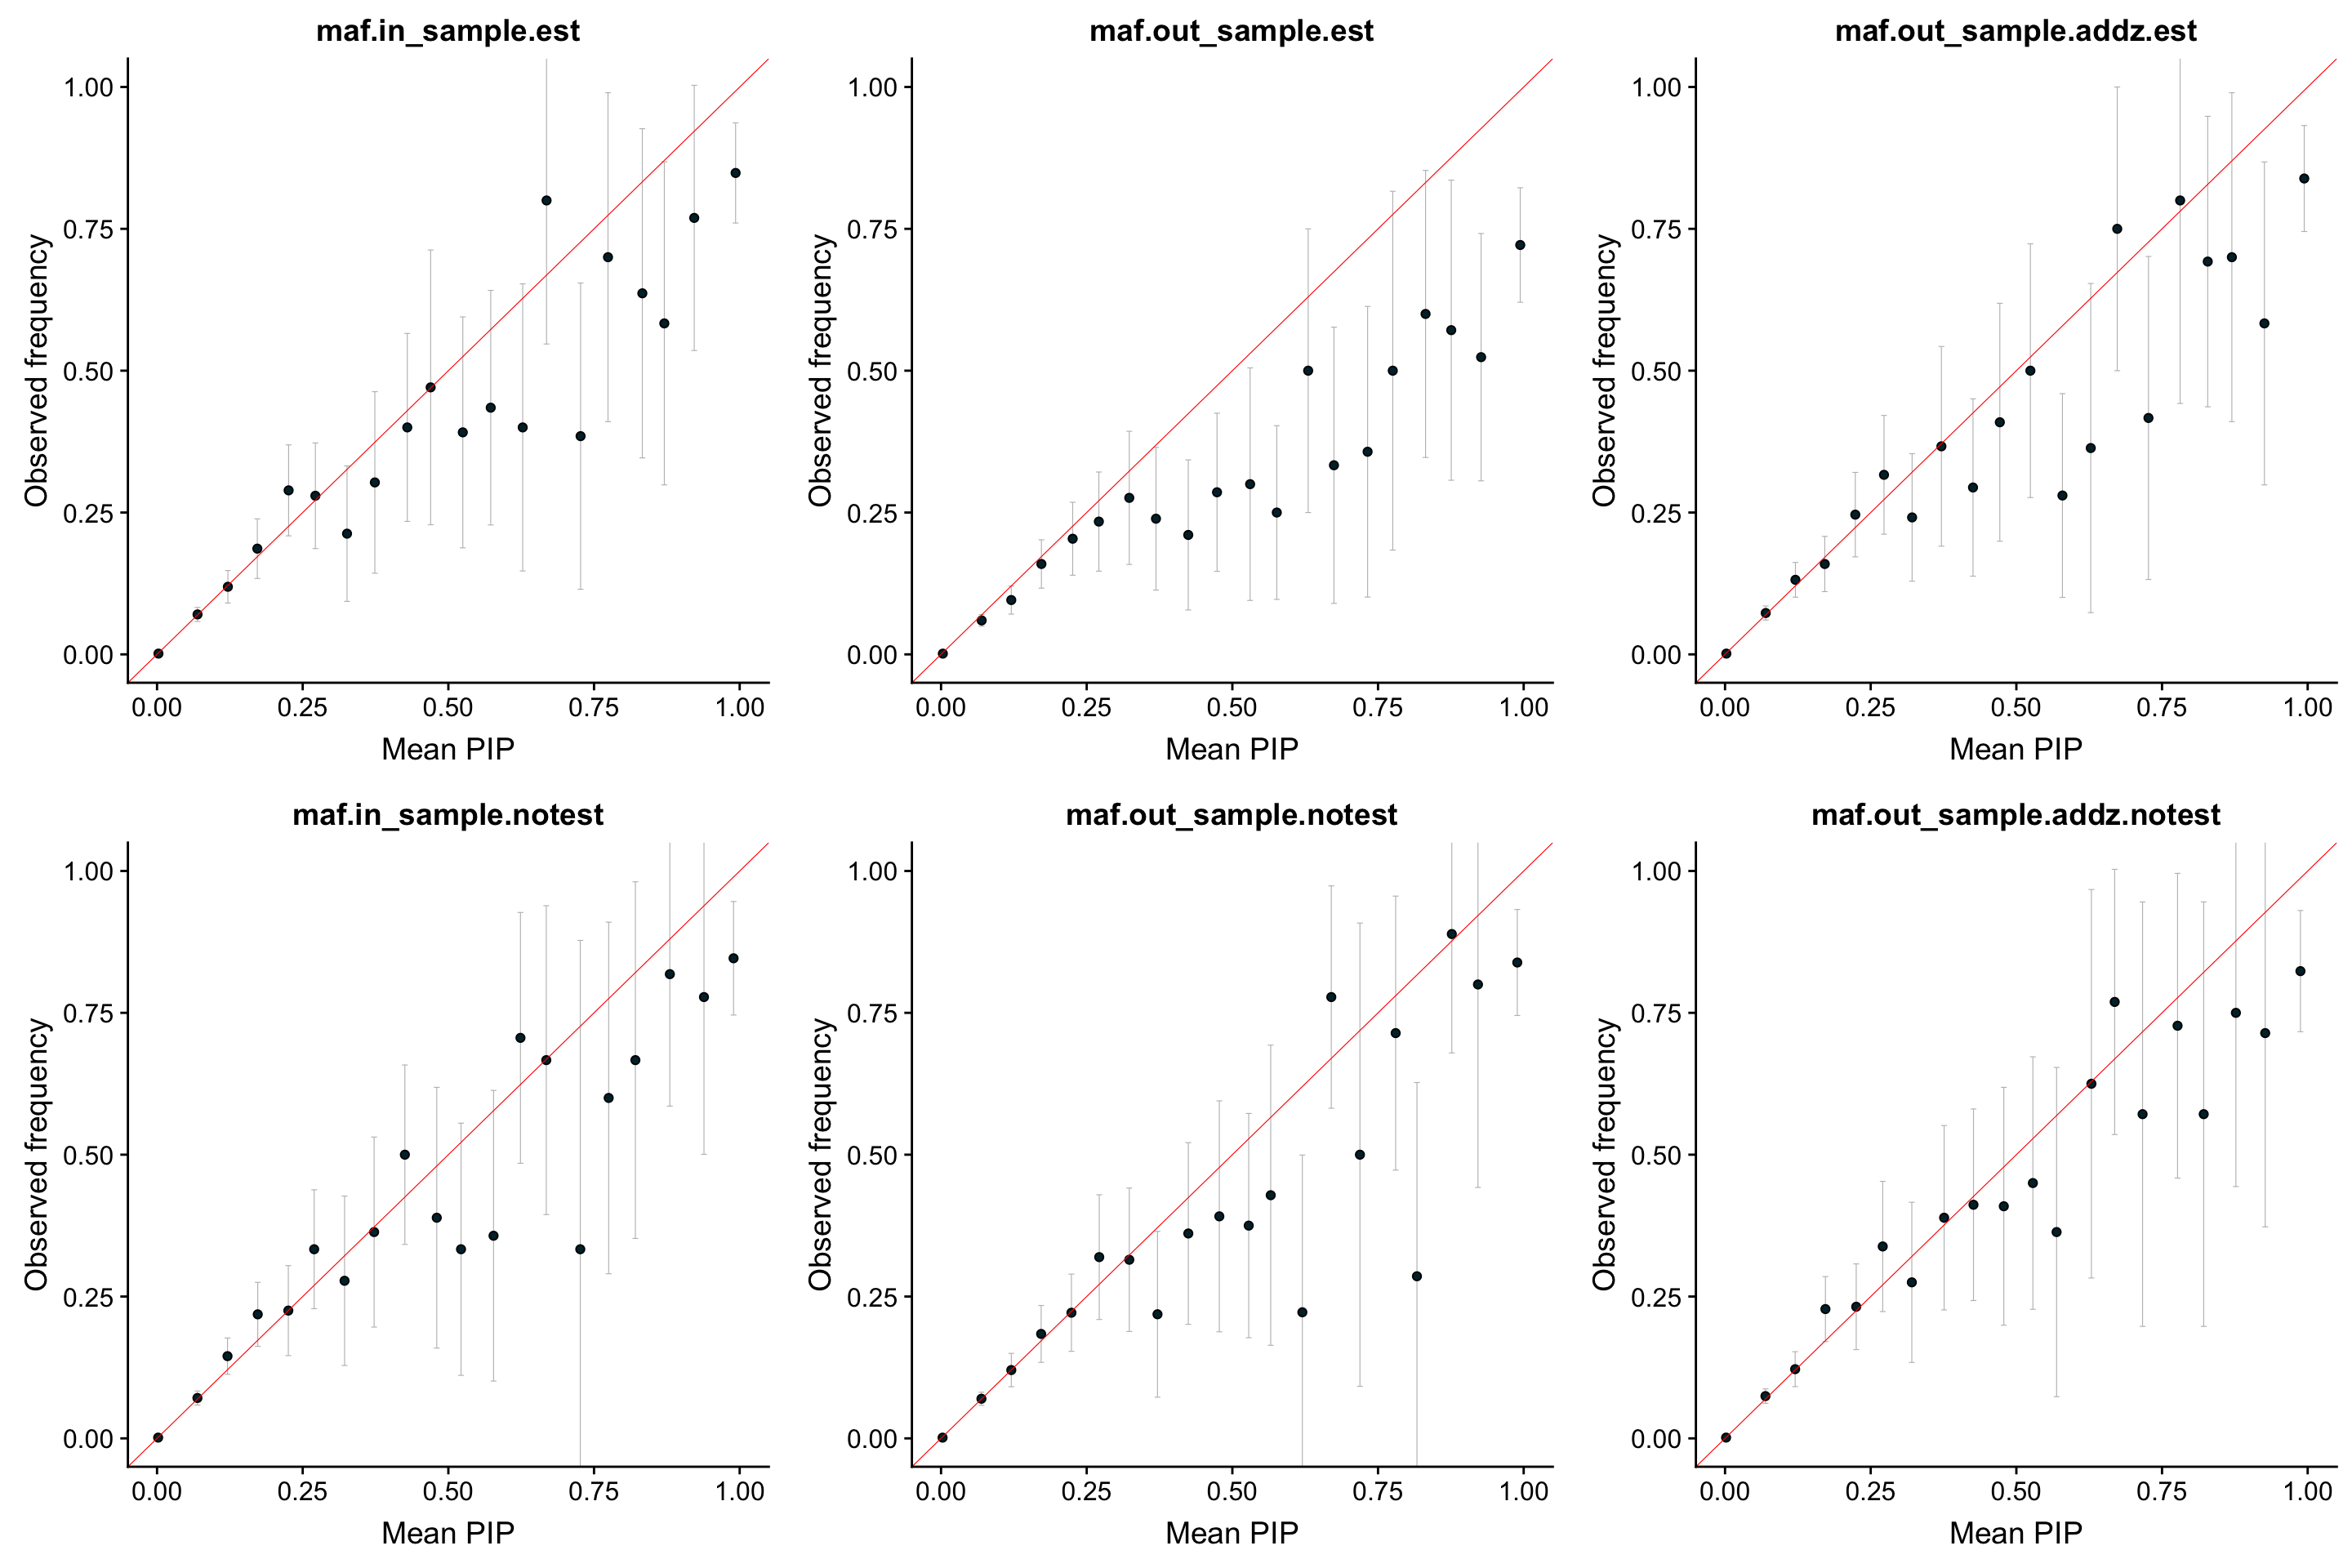 maf.in_sample.est
Observed frequency
1.00
0.75
0.50
0.25
0.00
0.00 0.25 0.50 0.75 1.00
Mean PIP
maf.out_sample.est
Observed frequency
1.00
0.75
0.50
0.25
0.00
0.00 0.25 0.50 0.75 1.00
Mean PIP
maf.out_sample.addz.est
Observed frequency
1.00
0.75
0.50
0.25
0.00
0.00 0.25 0.50 0.75 1.00
Mean PIP
maf.in_sample.notest
Observed frequency
1.00
0.75
0.50
0.25
0.00
0.00 0.25 0.50 0.75 1.00
Mean PIP
maf.out_sample.notest
Observed frequency
1.00
0.75
0.50
0.25
0.00
0.00 0.25 0.50 0.75 1.00
Mean PIP
maf.out_sample.addz.notest
Observed frequency
1.00
0.75
0.50
0.25
0.00
0.00 0.25 0.50 0.75 1.00
Mean PIP